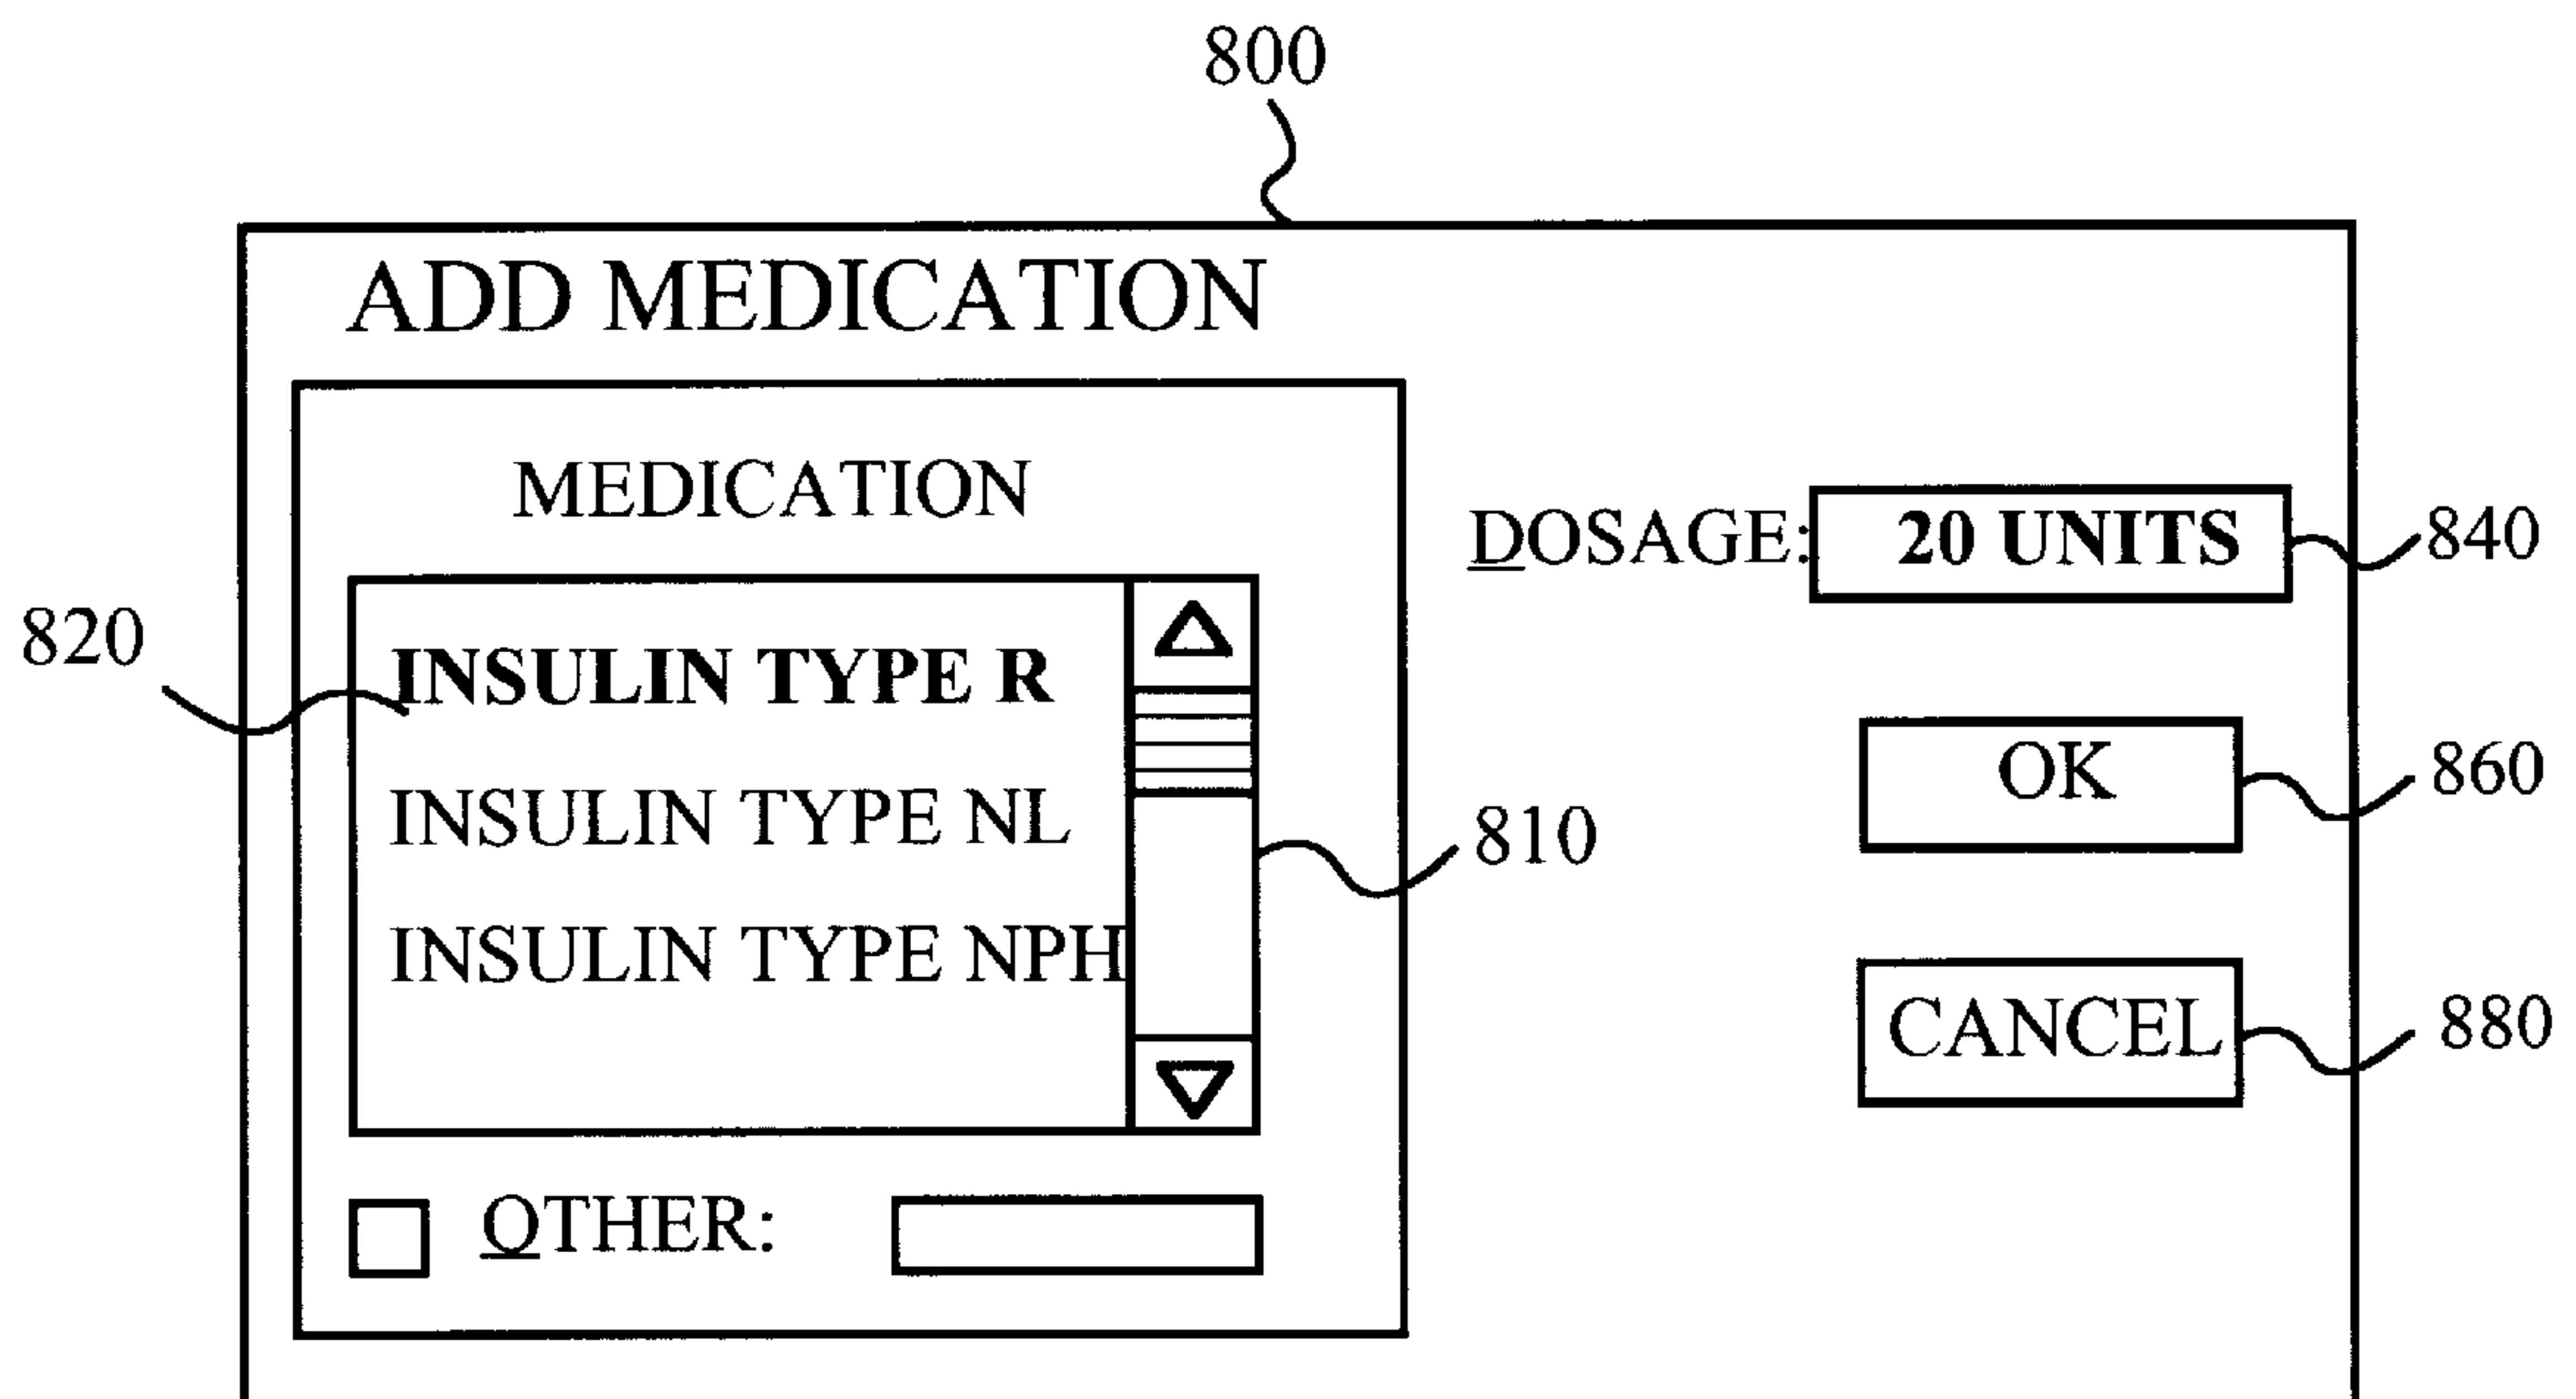 800
ADD MEDICATION
MEDICATION
820
INSULIN TYPE R
INSULIN TYPE NL
INSULIN TYPE NPH
810
OTHER:
DOSAGE: 20 UNITS 840
OK 860
CANCEL 880